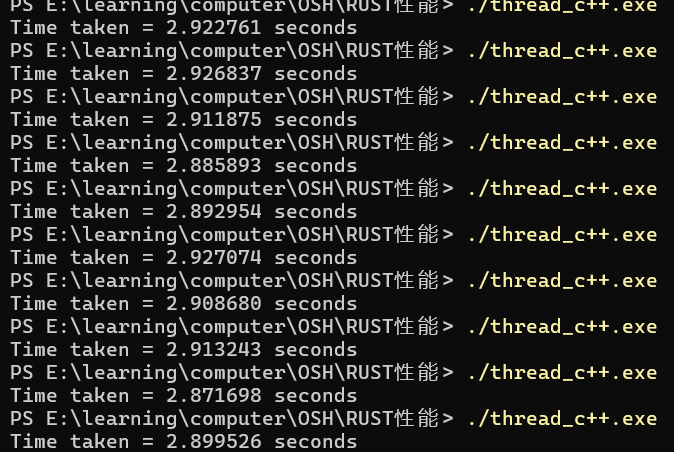 PS E:\learning\computer\OSH\RUST性能> ./thread_c++.exe
Time taken = 2.922761 seconds
PS E:\learning\computer\OSH\RUST性能> ./thread_c++.exe
Time taken = 2.926837 seconds
PS E:\learning\computer\OSH\RUST性能> ./thread_c++.exe
Time taken = 2.911875 seconds
PS E:\learning\computer\OSH\RUST性能> ./thread_c++.exe
Time taken = 2.885893 seconds
PS E:\learning\computer\OSH\RUST性能> ./thread_c++.exe
Time taken = 2.892954 seconds
PS E:\learning\computer\OSH\RUST性能> ./thread_c++.exe
Time taken = 2.927074 seconds
PS E:\learning\computer\OSH\RUST性能> ./thread_c++.exe
Time taken = 2.908680 seconds
PS E:\learning\computer\OSH\RUST性能> ./thread_c++.exe
Time taken = 2.913243 seconds
PS E:\learning\computer\OSH\RUST性能> ./thread_c++.exe
Time taken = 2.871698 seconds
PS E:\learning\computer\OSH\RUST性能> ./thread_c++.exe
Time taken = 2.899526 seconds